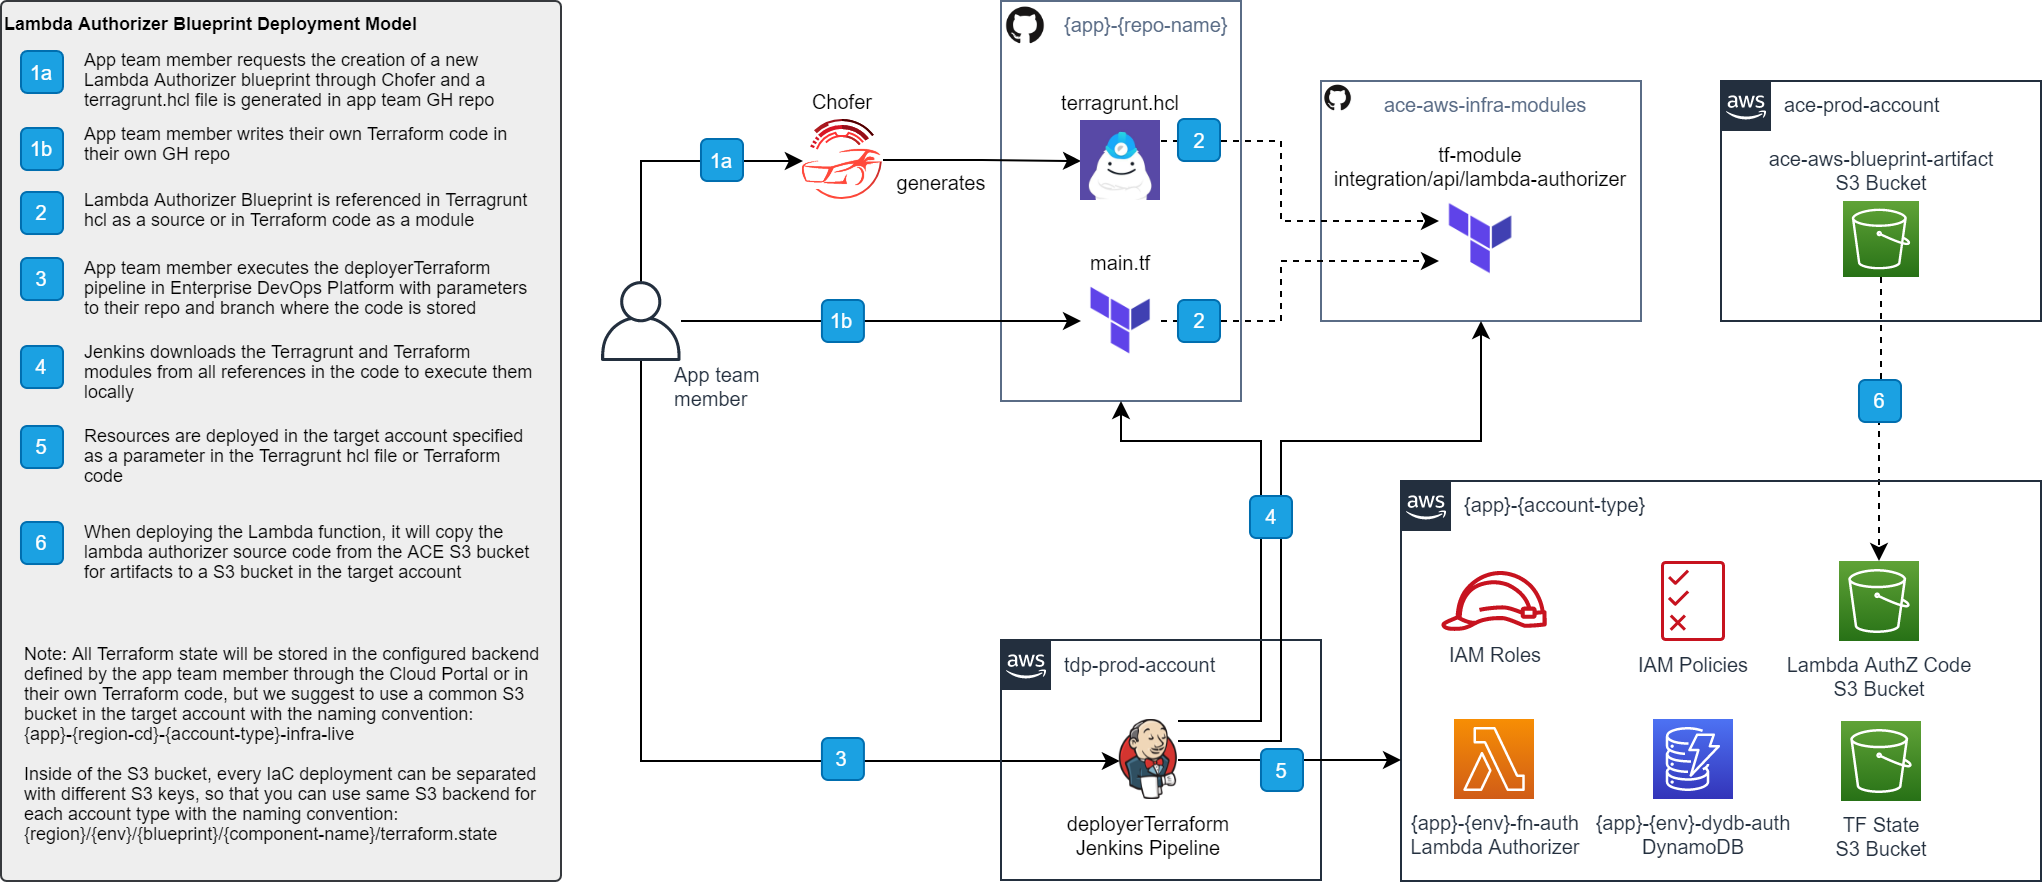 Lambda Authorizer Blueprint Deployment Model
1a
App team member requests the creation of a new
Lambda Authorizer blueprint through Chofer and a
terragrunt.hcl file is generated in app team GH repo
1b
App team member writes their own Terraform code in
their own GH repo
2
Lambda Authorizer Blueprint is referenced in Terragrunt
hcl as a source or in Terraform code as a module
3
App team member executes the deployerTerraform
pipeline in Enterprise DevOps Platform with parameters
to their repo and branch where the code is stored
4
Jenkins downloads the Terragrunt and Terraform
modules from all references in the code to execute them
locally
5
Resources are deployed in the target account specified
as a parameter in the Terragrunt hcl file or Terraform
code
6
When deploying the Lambda function, it will copy the
lambda authorizer source code from the ACE S3 bucket
for artifacts to a S3 bucket in the target account
Note: All Terraform state will be stored in the configured backend
defined by the app team member through the Cloud Portal or in
their own Terraform code, but we suggest to use a common S3
bucket in the target account with the naming convention:
{app}-{region-cd}-{account-type}-infra-live
Inside of the S3 bucket, every IaC deployment can be separated
with different S3 keys, so that you can use same S3 backend for
each account type with the naming convention:
{region}/{env}/{blueprint}/{component-name}/terraform.state
App team
member
1a
Chofer
generates
1b
3
{app}-{repo-name}
terragrunt.hcl
2
main.tf
2
ace-aws-infra-modules
tf-module
integration/api/lambda-authorizer
aws
ace-prod-account
ace-aws-blueprint-artifact
S3 Bucket
6
4
aws
tdp-prod-account
deployerTerraform
Jenkins Pipeline
5
aws
{app}-{account-type}
IAM Roles
IAM Policies
Lambda AuthZ Code
S3 Bucket
{app}-{env}-fn-auth
Lambda Authorizer
{app}-{env}-dydb-auth
DynamoDB
TF State
S3 Bucket